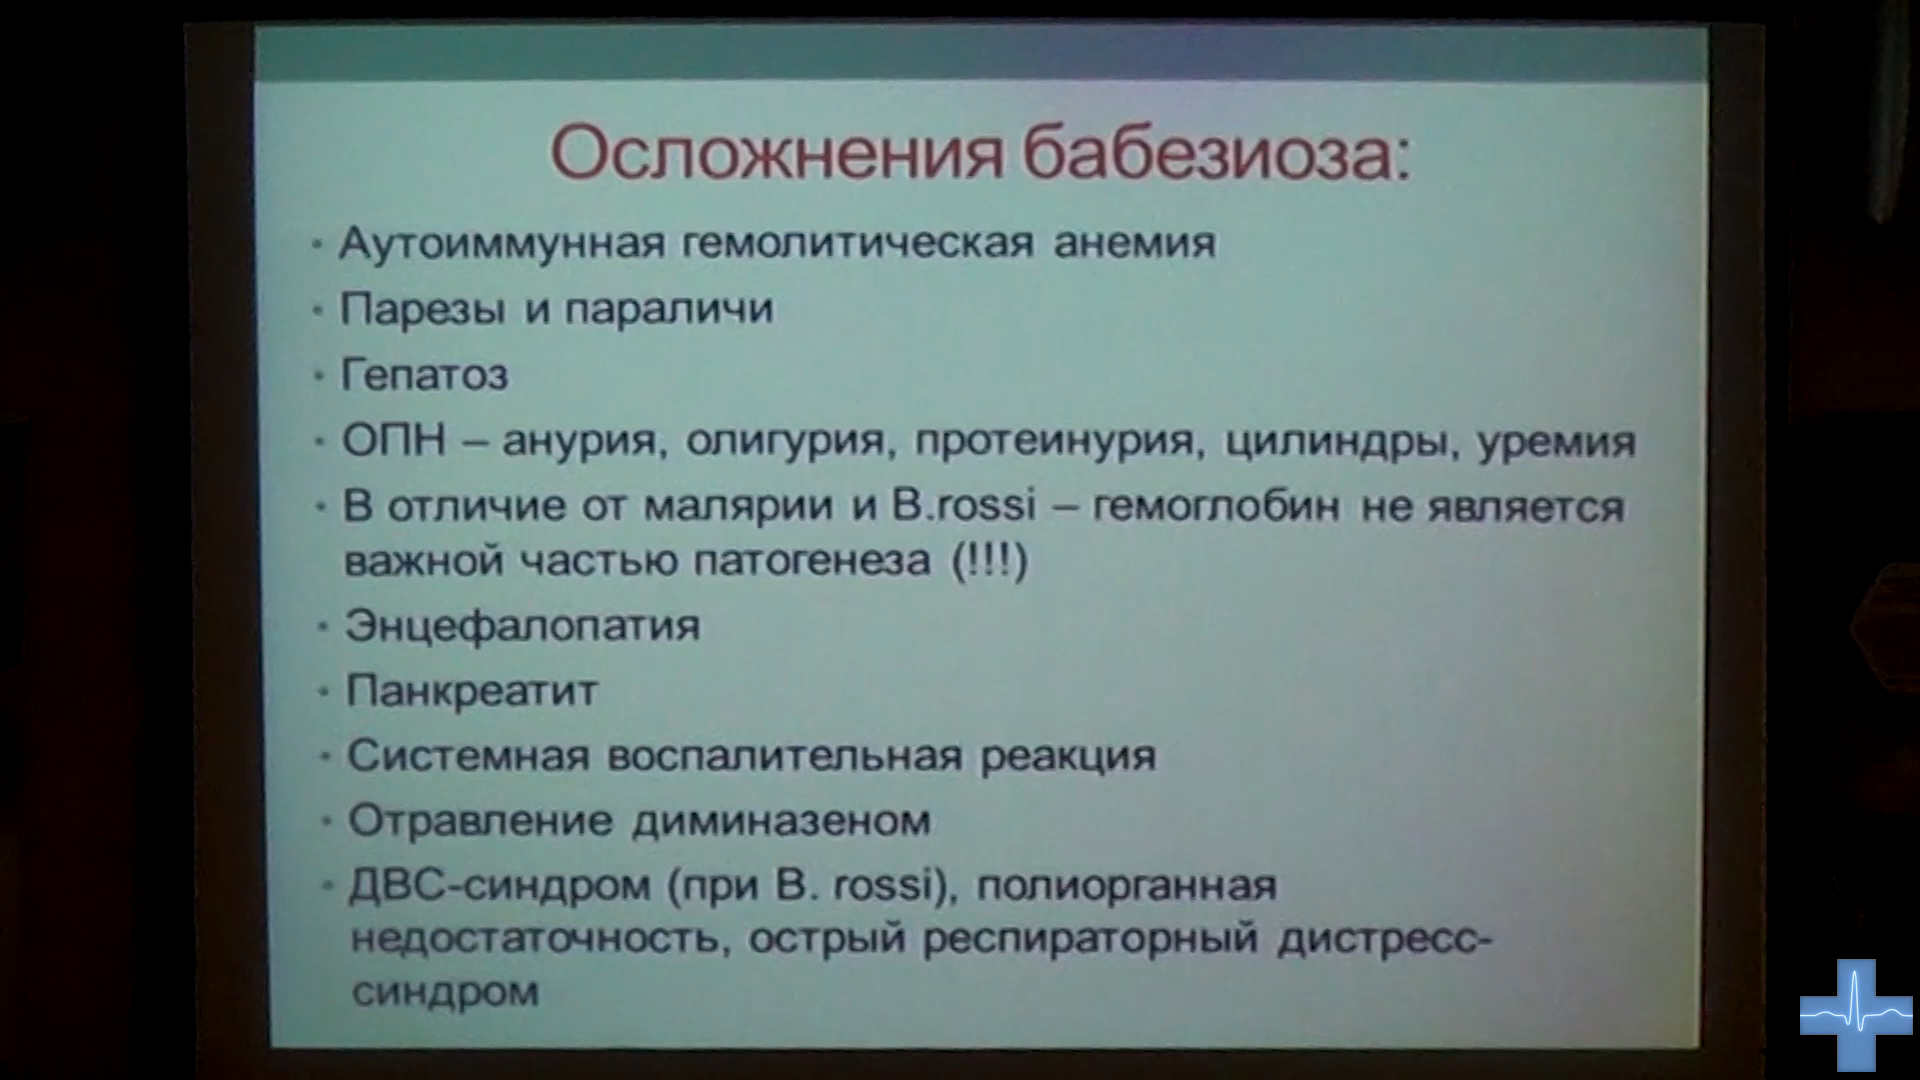 Осложнения бабезиоза:
• Аутоиммунная гемолитическая анемия
• Парезы и параличи
• Гепатоз
• ОПН – анурия, олигурия, протеинурия, цилиндры, уремия
• В отличие от малярии и B.rossi – гемоглобин не является
важной частью патогенеза (!!!)
• Энцефалопатия
• Панкреатит
• Системная воспалительная реакция
• Отравление диминазеном
• ДВС-синдром (при B. rossi), полиорганная
недостаточность, острый респираторный дистресс-
синдром